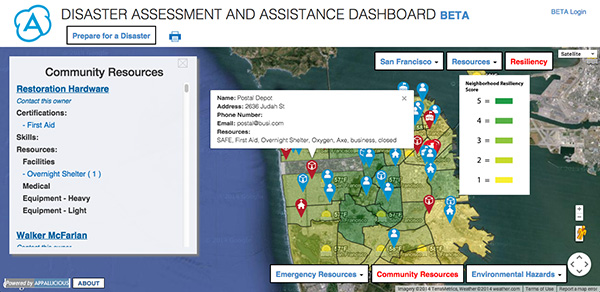 DISASTER ASSESSMENT AND ASSISTANCE DASHBOARD BETA
BETA Login
Prepare for a Disaster
San Francisco
Resources
Resiliency
Satellite
Community Resources
Restoration Hardware
Contact this owner
Certifications:
- First Aid
Skills:
Resources:
Facilities
- Overnight Shelter ( 1 )
Medical
Equipment - Heavy
Equipment - Light
Walker McFarlan
Contact this owner
Name: Postal Depot
Address: 2636 Judah St
Phone Number:
Email: postal@busi.com
Resources:
SAFE, First Aid, Overnight Shelter, Oxygen, Axe, business, closed
Neighborhood Resiliency
Score
5 =
4 =
3 =
2 =
1 =
57°F
57°F
57°F
57°F
Emergency Resources
Community Resources
Environmental Hazards
Powered by APPALLICIOUS
ABOUT
Imagery ©2014 TerraMetrics, Weather ©2014 weather.com
Terms of Use
Report a map error